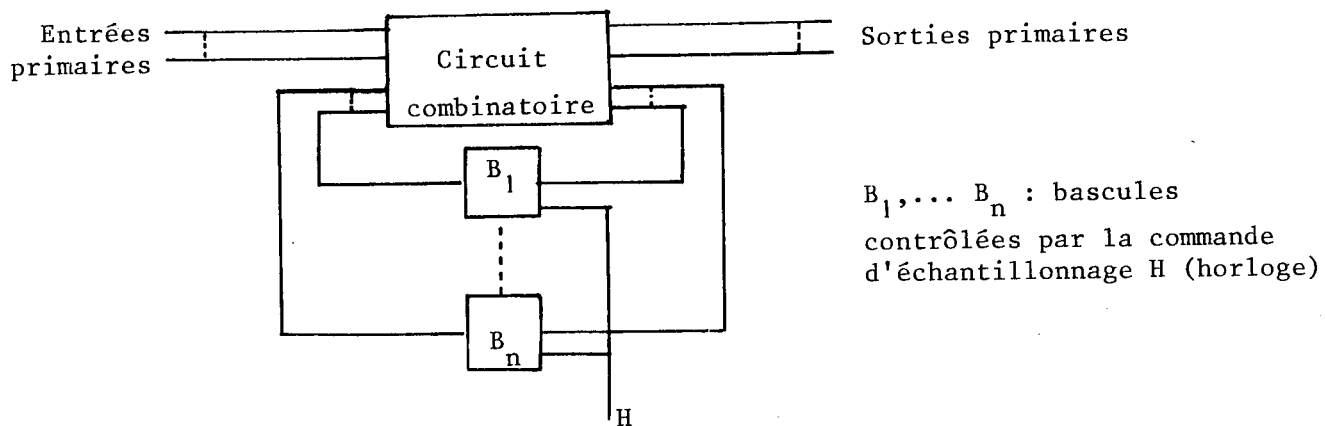 Entrées
primaires
Circuit
combinatoire
Sorties primaires
B1
Bn
H
B1,... Bn : bascules
contrôlées par la commande
d'échantillonnage H (horloge)